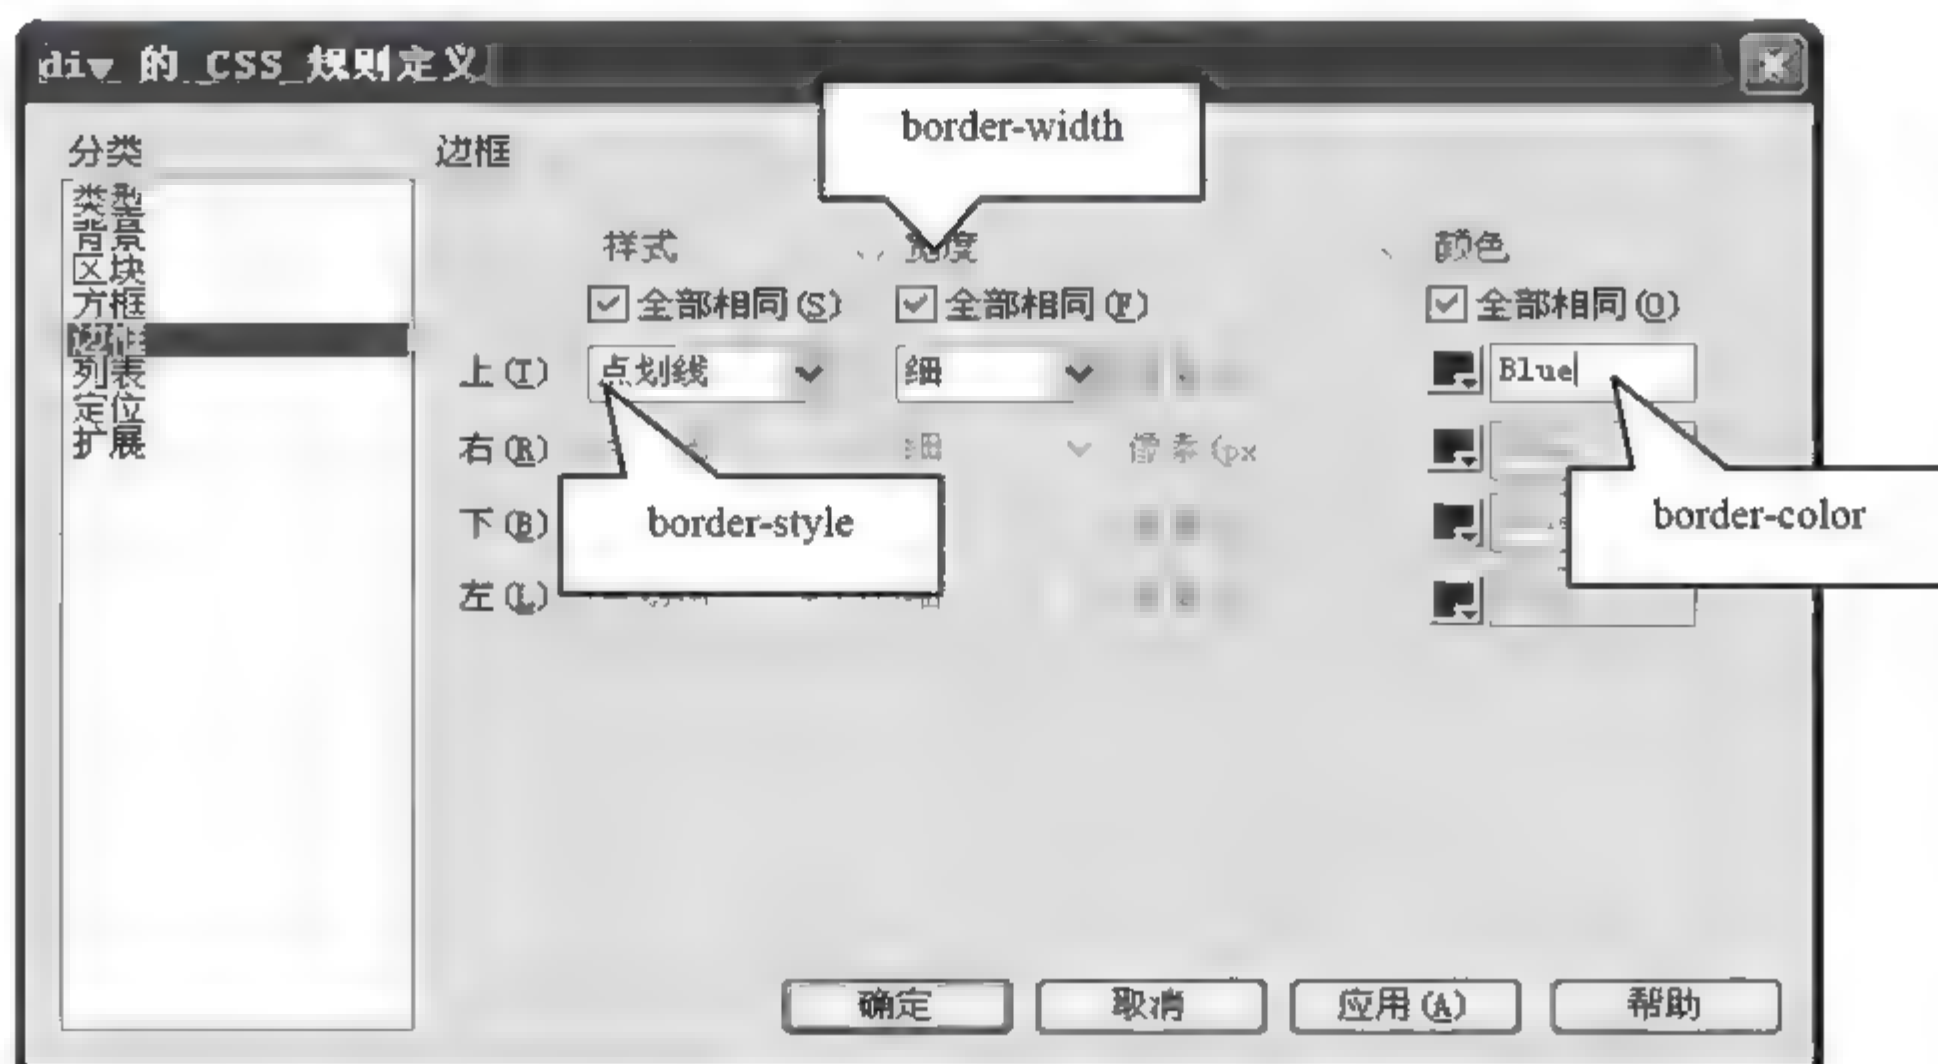 div 的 CSS 规则定义
border-width
分类
边框
类型
背景
区块
方框
边框
列表
定位
扩展
样式 宽度 颜色
全部相同(S) 全部相同(F) 全部相同(O)
上(T) 点划线 细 Blue
右(R) 细 像素(px
下(B)
左(L)
border-style
border-color
确定 取消 应用(A) 帮助